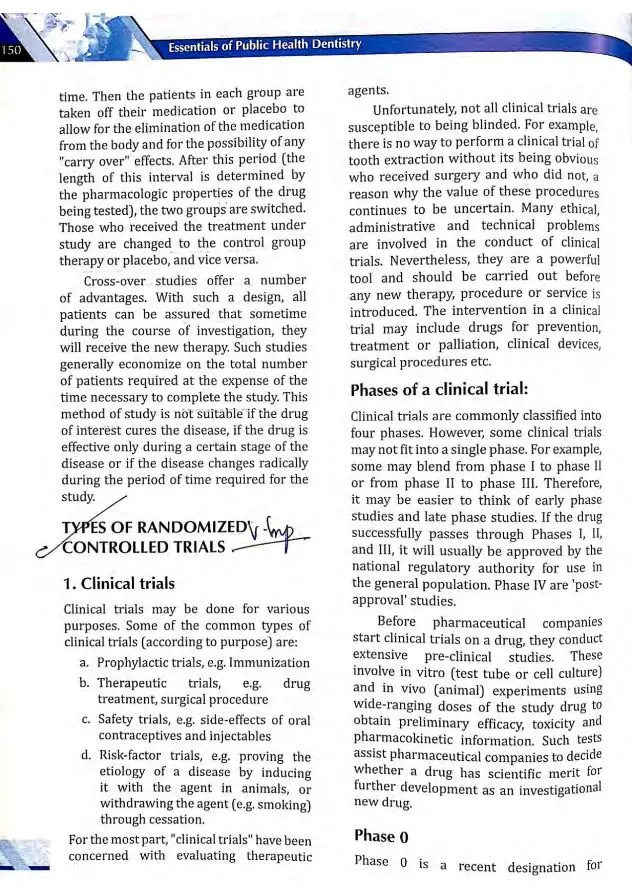 150
Essentials of Public Health Dentistry
time. Then the patients in each group are
taken off their medication or placebo to
allow for the elimination of the medication
from the body and for the possibility of any
"carry over" effects. After this period (the
length of this interval is determined by
the pharmacologic properties of the drug
being tested), the two groups are switched.
Those who received the treatment under
study are changed to the control group
therapy or placebo, and vice versa.
Cross-over studies offer a number
of advantages. With such a design, all
patients can be assured that sometime
during the course of investigation, they
will receive the new therapy. Such studies
generally economize on the total number
of patients required at the expense of the
time necessary to complete the study. This
method of study is not suitable if the drug
of interest cures the disease, if the drug is
effective only during a certain stage of the
disease or if the disease changes radically
during the period of time required for the
study.
TYPES OF RANDOMIZED V.Imp
CONTROLLED TRIALS
1. Clinical trials
Clinical trials may be done for various
purposes. Some of the common types of
clinical trials (according to purpose) are:
a. Prophylactic trials, e.g. Immunization
b. Therapeutic trials, e.g. drug
treatment, surgical procedure
c. Safety trials, e.g. side-effects of oral
contraceptives and injectables
d. Risk-factor trials, e.g. proving the
etiology of a disease by inducing
it with the agent in animals, or
withdrawing the agent (e.g. smoking)
through cessation.
For the most part, "clinical trials" have been
concerned with evaluating therapeutic
agents.
Unfortunately, not all clinical trials are
susceptible to being blinded. For example,
there is no way to perform a clinical trial of
tooth extraction without its being obvious
who received surgery and who did not, a
reason why the value of these procedures
continues to be uncertain. Many ethical,
administrative and technical problems
are involved in the conduct of clinical
trials. Nevertheless, they are a powerful
tool and should be carried out before
any new therapy, procedure or service is
introduced. The intervention in a clinical
trial may include drugs for prevention,
treatment or palliation, clinical devices,
surgical procedures etc.
Phases of a clinical trial:
Clinical trials are commonly classified into
four phases. However, some clinical trials
may not fit into a single phase. For example,
some may blend from phase I to phase II
or from phase II to phase III. Therefore,
it may be easier to think of early phase
studies and late phase studies. If the drug
successfully passes through Phases I, II,
and III, it will usually be approved by the
national regulatory authority for use in
the general population. Phase IV are 'post-
approval' studies.
Before pharmaceutical companies
start clinical trials on a drug, they conduct
extensive pre-clinical studies. These
involve in vitro (test tube or cell culture)
and in vivo (animal) experiments using
wide-ranging doses of the study drug to
obtain preliminary efficacy, toxicity and
pharmacokinetic information. Such tests
assist pharmaceutical companies to decide
whether a drug has scientific merit for
further development as an investigational
new drug.
Phase 0
Phase 0 is a recent designation for